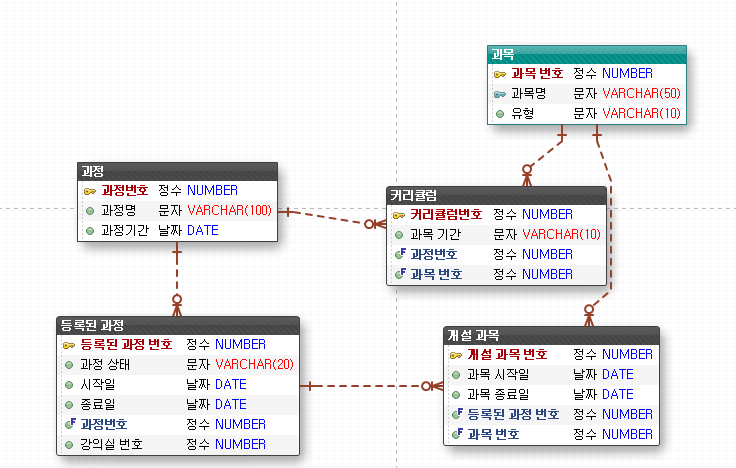 과목
과목 번호 정수 NUMBER
과목명 문자 VARCHAR(50)
유형 문자 VARCHAR(10)
과정
과정번호 정수 NUMBER
과정명 문자 VARCHAR(100)
과정기간 날짜 DATE
커리큘럼
커리큘럼번호 정수 NUMBER
과목 기간 문자 VARCHAR(10)
과정번호 정수 NUMBER
과목 번호 정수 NUMBER
등록된 과정
등록된 과정 번호 정수 NUMBER
과정 상태 문자 VARCHAR(20)
시작일 날짜 DATE
종료일 날짜 DATE
과정번호 정수 NUMBER
강의실 번호 정수 NUMBER
개설 과목
개설 과목 번호 정수 NUMBER
과목 시작일 날짜 DATE
과목 종료일 날짜 DATE
등록된 과정 번호 정수 NUMBER
과목 번호 정수 NUMBER